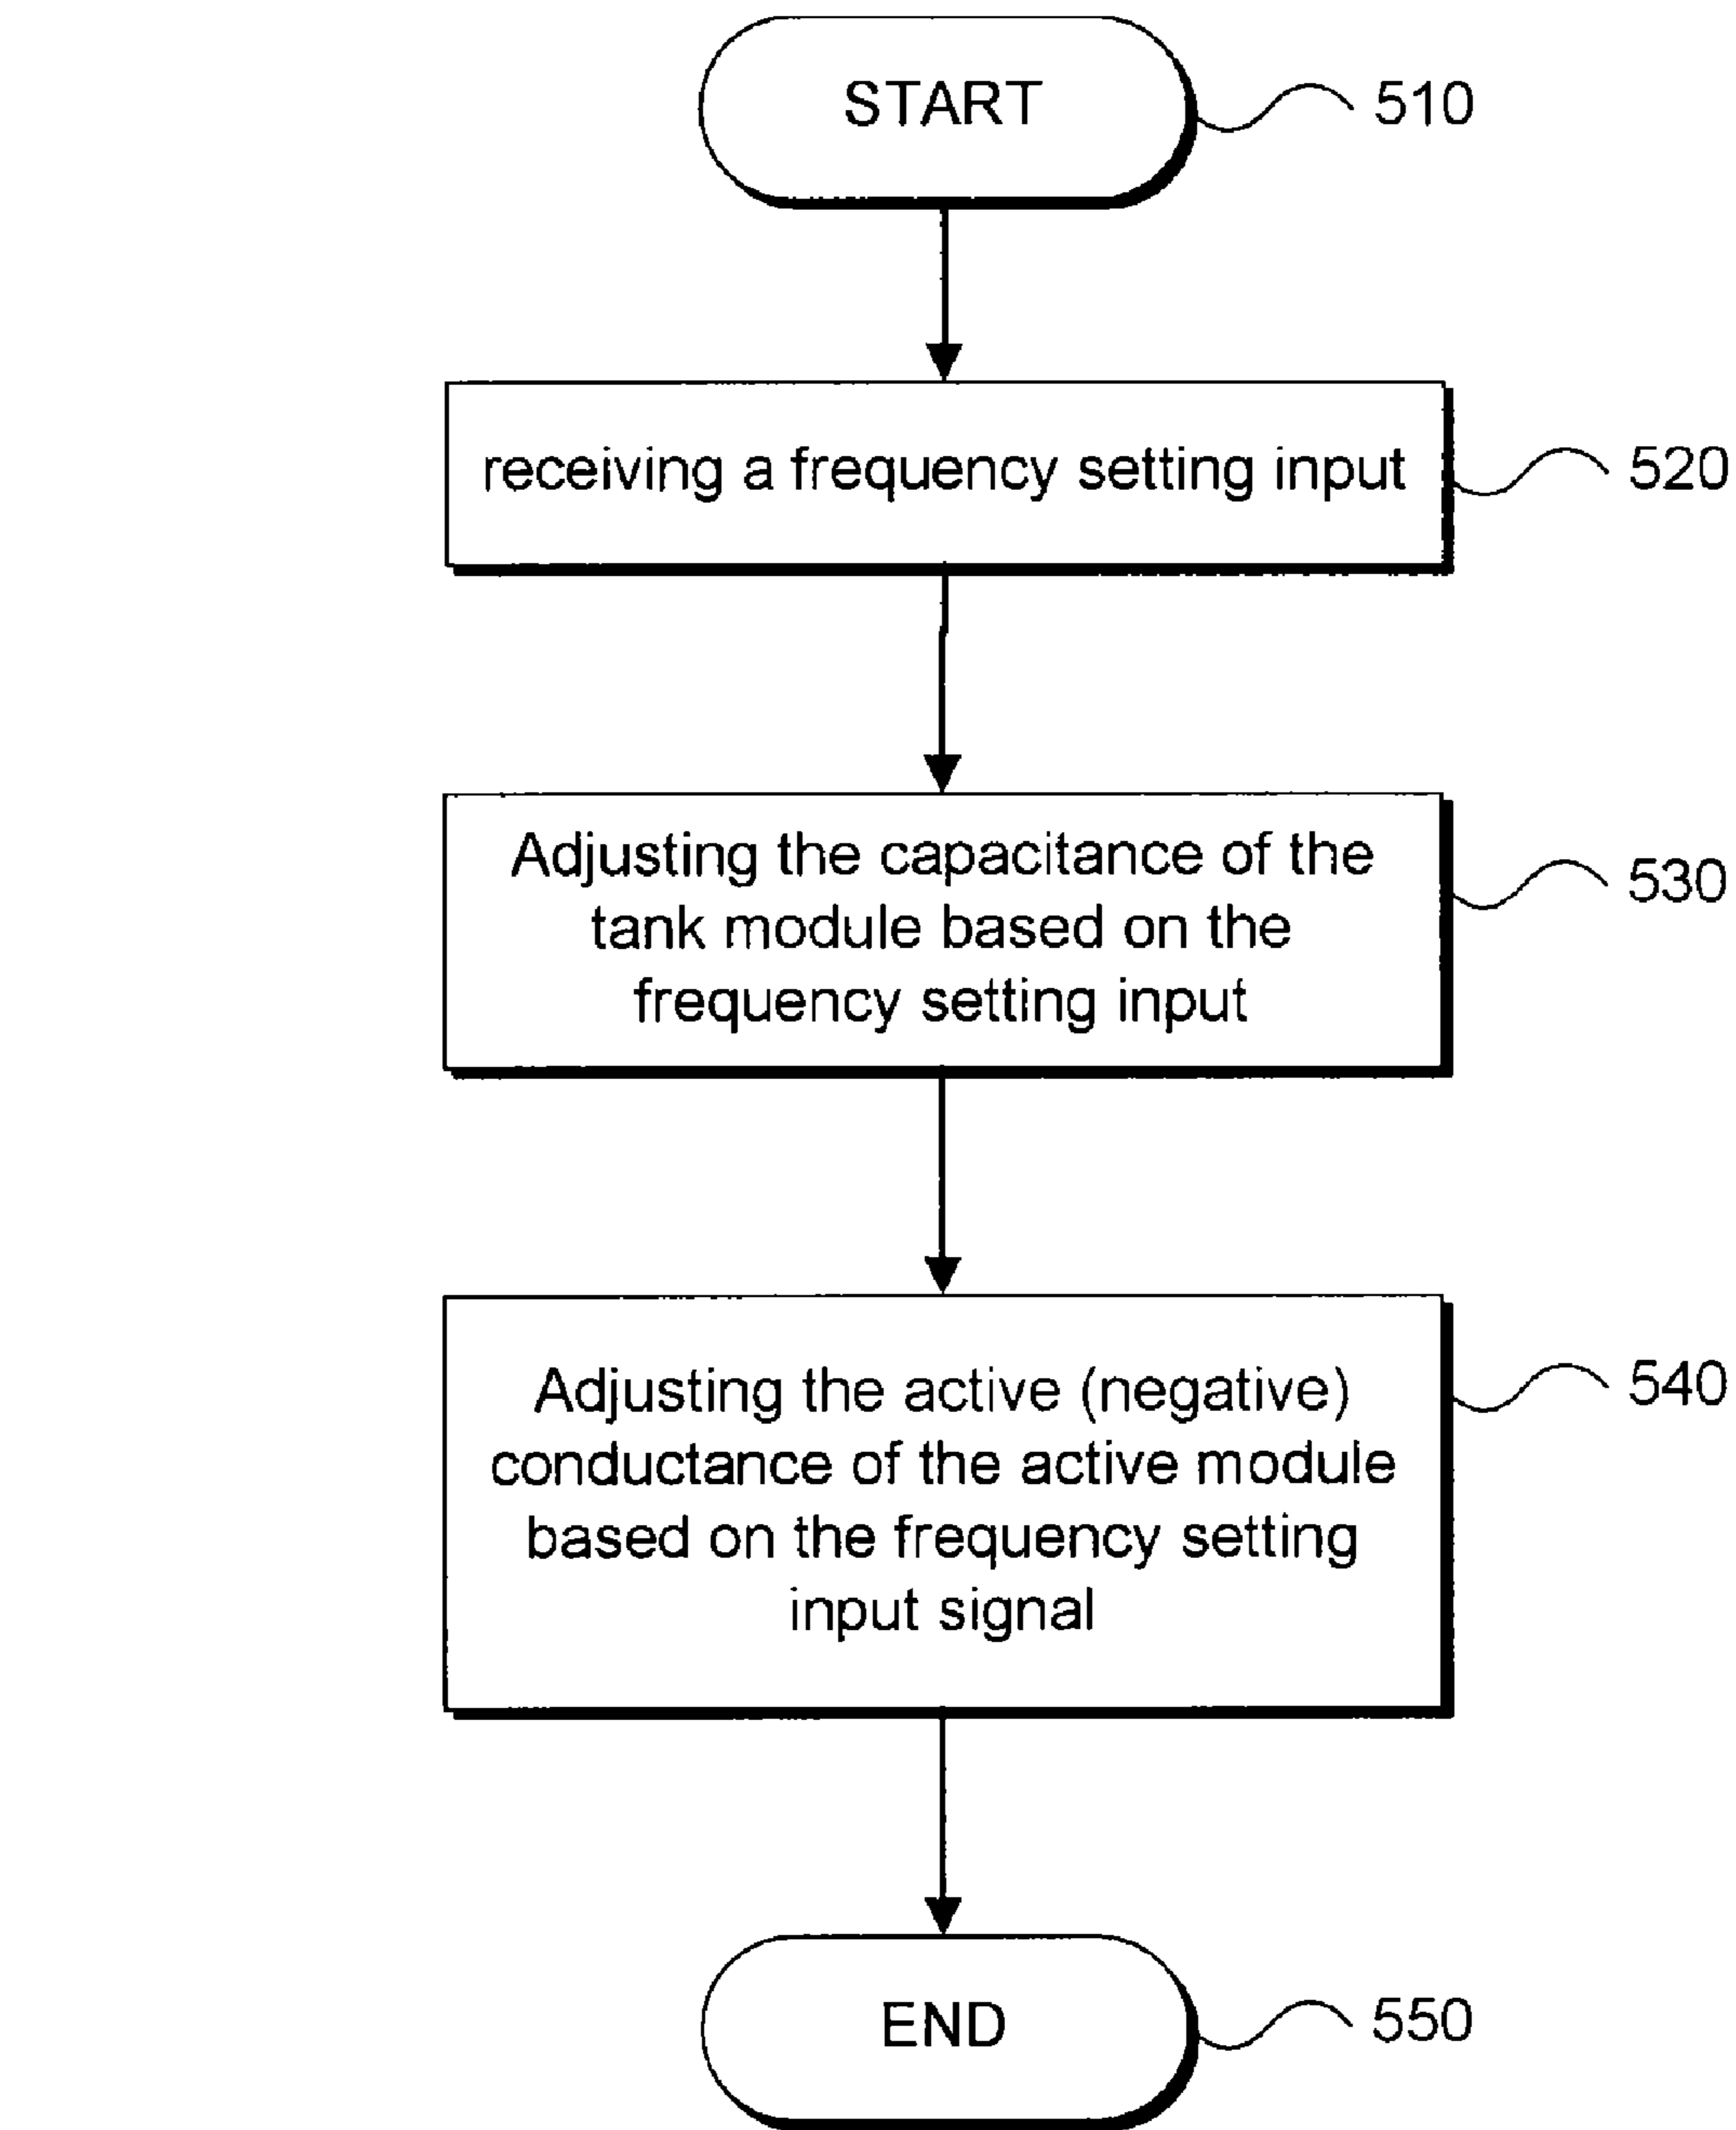 START
510
receiving a frequency setting input
520
Adjusting the capacitance of the
tank module based on the
frequency setting input
530
Adjusting the active (negative)
conductance of the active module
based on the frequency setting
input signal
540
END
550